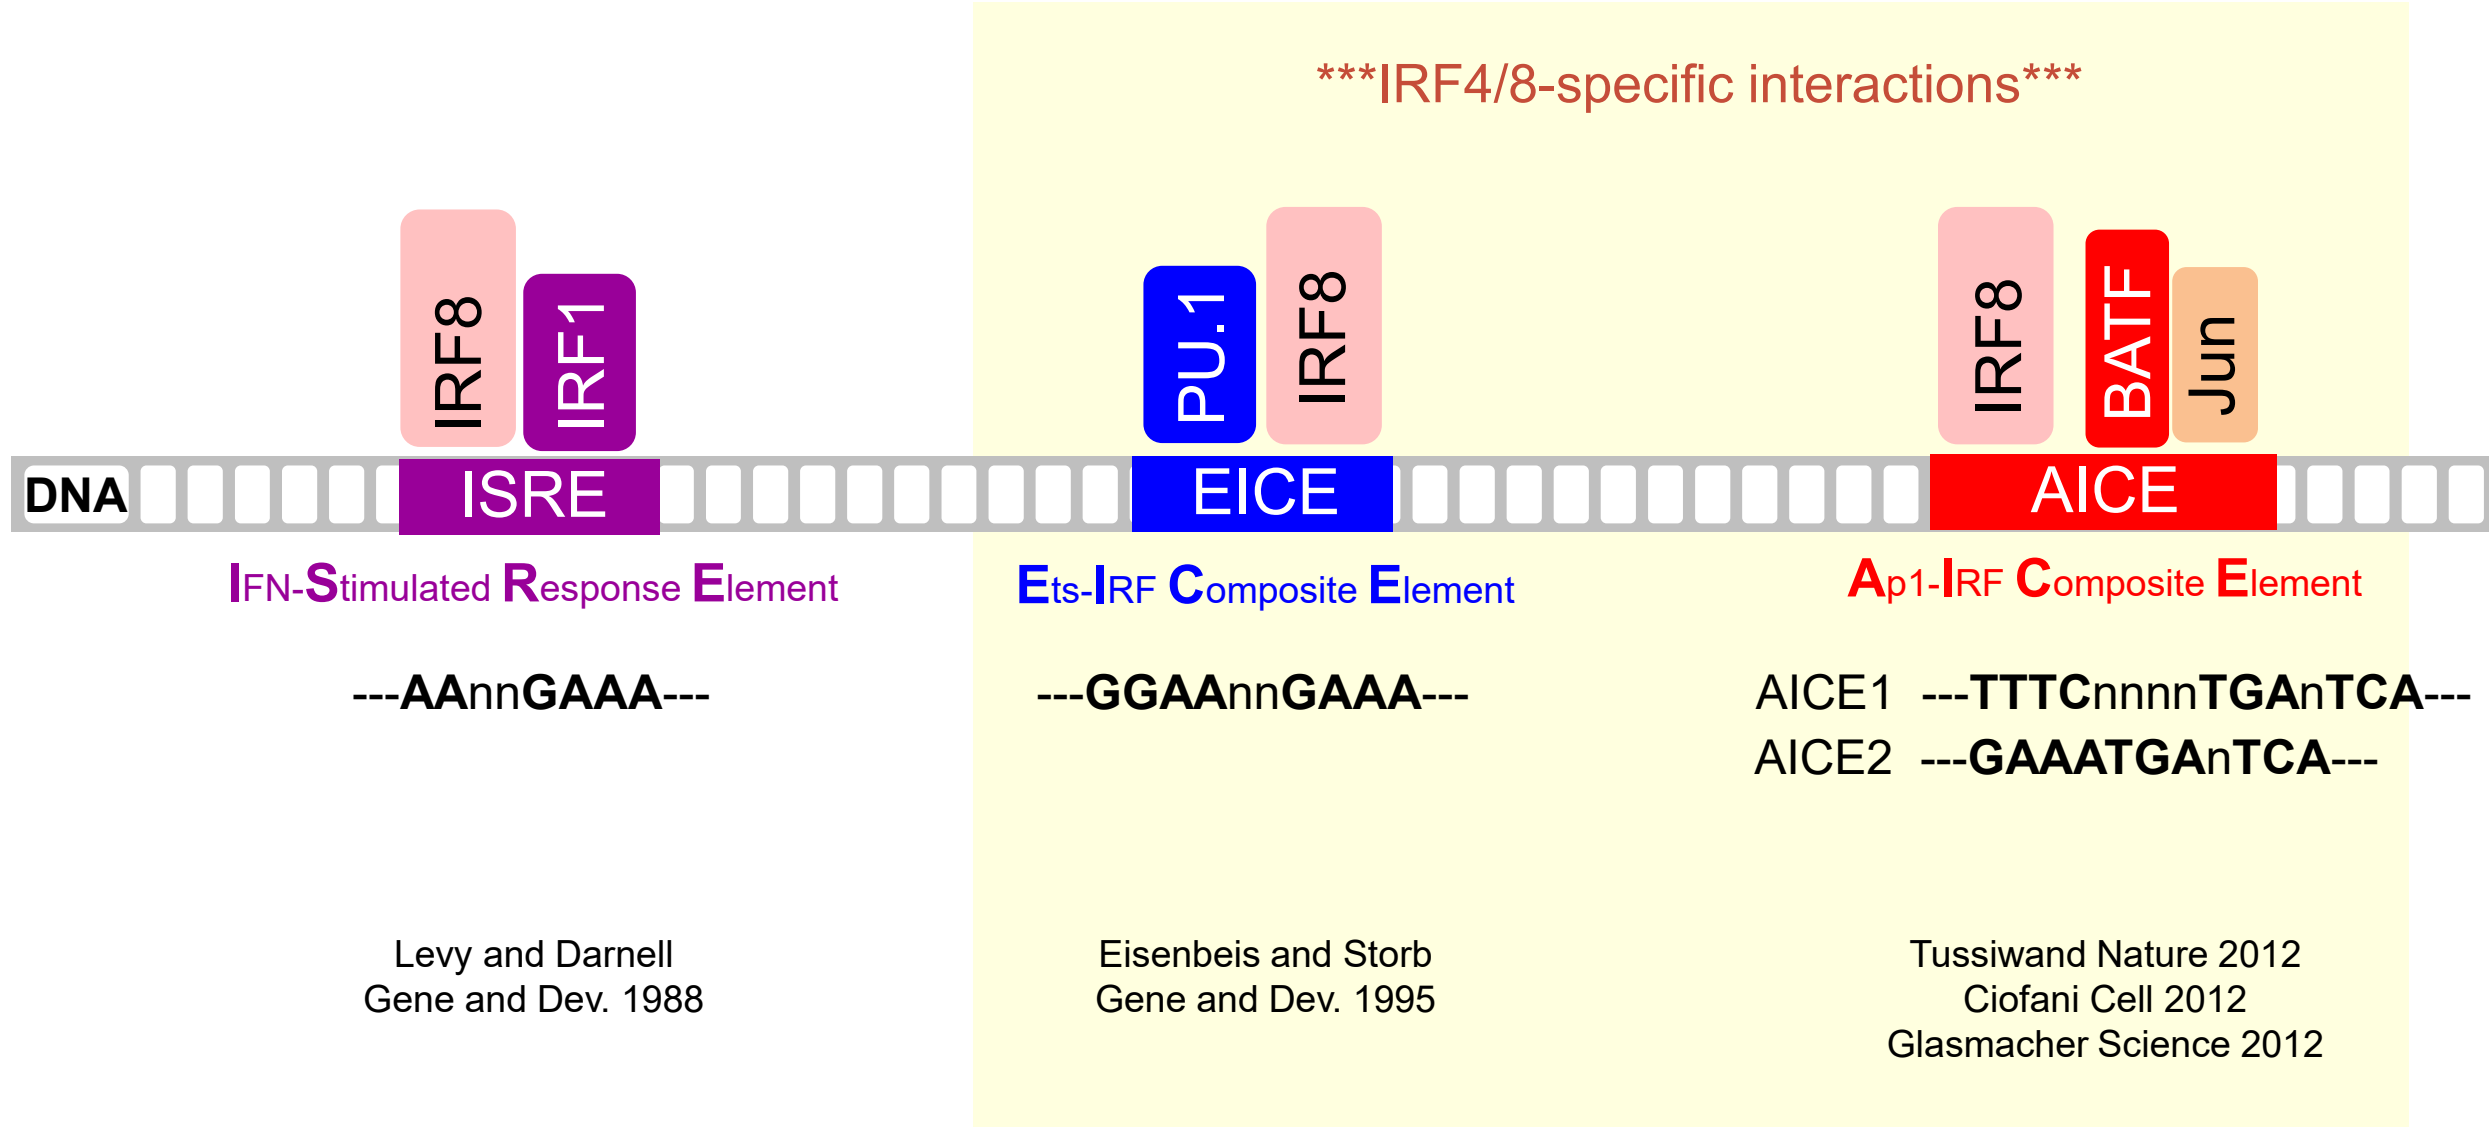 ***IRF4/8-specific interactions***
IRF8
IRF1
PU.1
IRF8
IRF8
BATF
Jun
DNA
ISRE
EICE
AICE
IFN-Stimulated Response Element
Ets-IRF Composite Element
Ap1-IRF Composite Element
---AAnnGAAA---
---GGAAnnGAAA---
AICE1 ---TTTCnnnnTGAnTCA---
AICE2 ---GAAATGAnTCA---
Levy and Darnell
Gene and Dev. 1988
Eisenbeis and Storb
Gene and Dev. 1995
Tussiwand Nature 2012
Ciofani Cell 2012
Glasmacher Science 2012